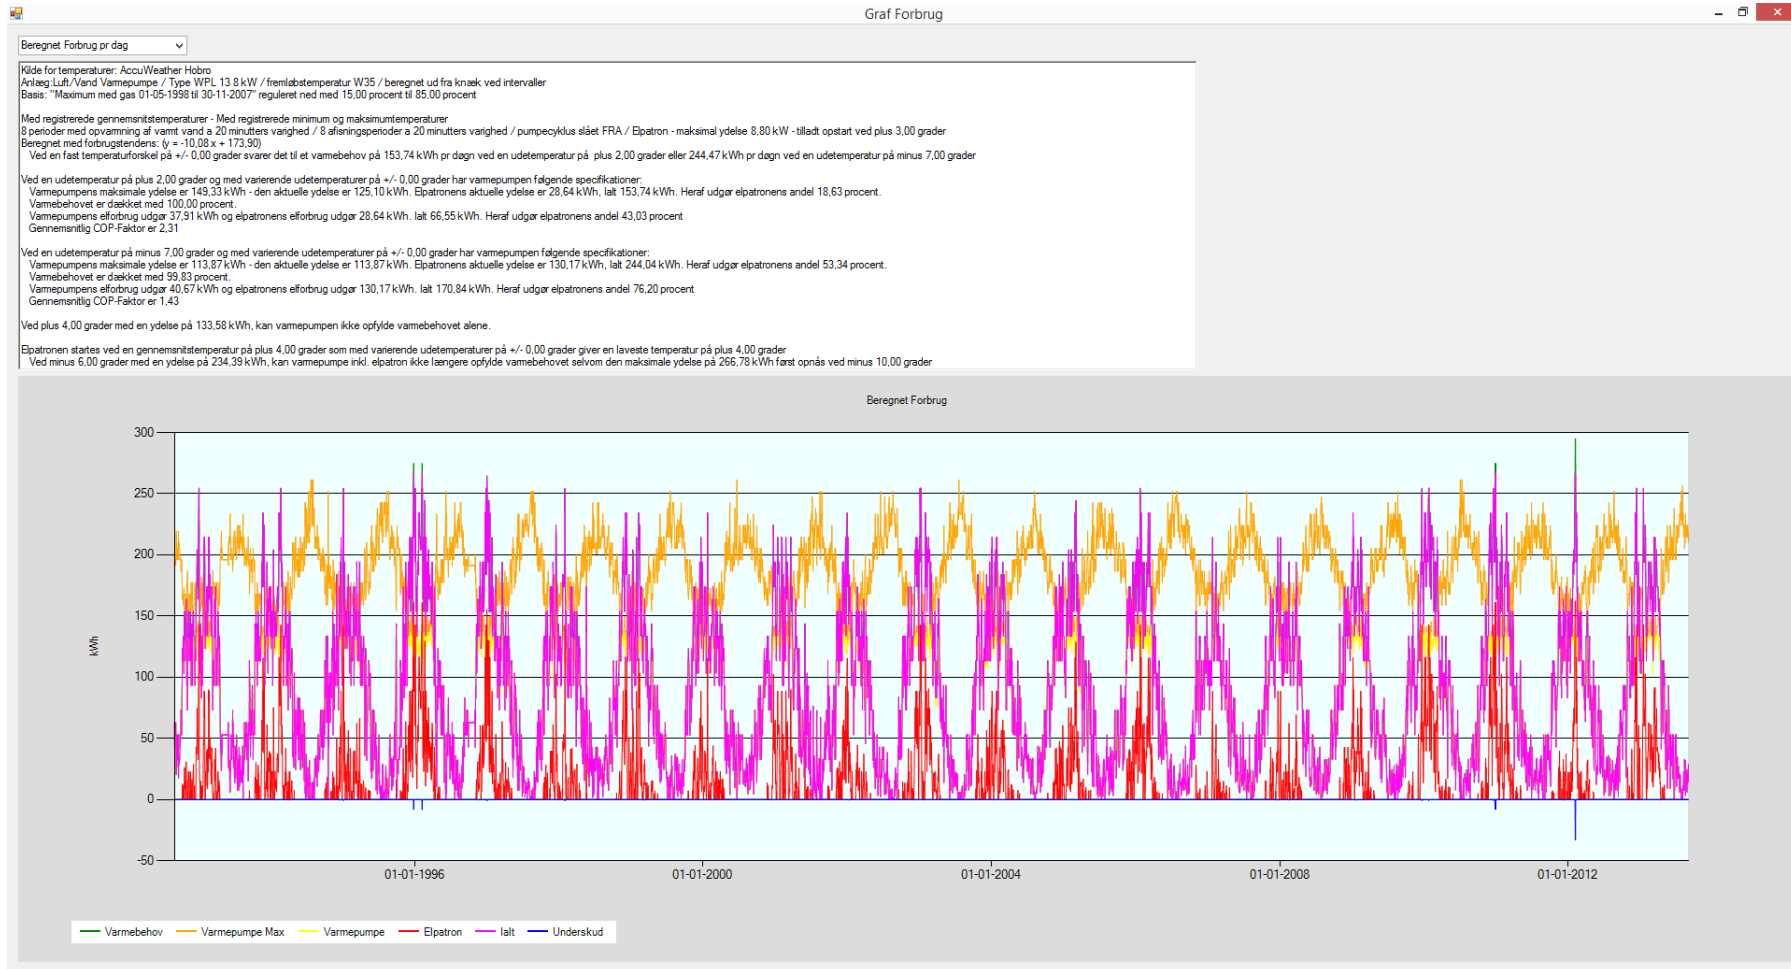 Graf Forbrug
Beregnet Forbrug pr dag
Kilde for temperaturer: AccuWeather Hobro
Anlæg:Luft/Vand Varmepumpe / Type WPL 13 8 kW / fremløbstemperatur W35 / beregnet ud fra knæk ved intervaller
Basis: "Maximum med gas 01-05-1998 til 30-11-2007" reguleret ned med 15,00 procent til 85,00 procent
Med registrerede gennemsnitstemperaturer - Med registrerede minimum og maksimumtemperaturer
8 perioder med opvamning af varmt vand a 20 minutters varighed / 8 afisningsperioder a 20 minutters varighed / pumpecyklus slået FRA / Elpatron - maksimal ydelse 8,80 kW - tilladt opstart ved plus 3,00 grader
Beregnet med forbrugstendens: (y = -10,08 x + 173,90)
Ved en fast temperaturforskel på +/- 0,00 grader svarer det til et varmebehov på 153,74 kWh pr døgn ved en udetemperatur på plus 2,00 grader eller 244,47 kWh pr døgn ved en udetemperatur på minus 7,00 grader
Ved en udetemperatur på plus 2,00 grader og med varierende udetemperaturer på +/- 0,00 grader har varmepumpen følgende specifikationer:
Varmepumpens maksimale ydelse er 149,33 kWh - den aktuelle ydelse er 125,10 kWh. Elpatronens aktuelle ydelse er 28,64 kWh, Ialt 153,74 kWh. Heraf udgør elpatronens andel 18,63 procent.
Varmebehovet er dækket med 100,00 procent.
Varmepumpens elforbrug udgør 37,91 kWh og elpatronens elforbrug udgør 28,64 kWh. Ialt 66,55 kWh. Heraf udgør elpatronens andel 43,03 procent
Gennemsnitlig COP-Faktor er 2,31
Ved en udetemperatur på minus 7,00 grader og med varierende udetemperaturer på +/- 0,00 grader har varmepumpen følgende specifikationer:
Varmepumpens maksimale ydelse er 113,87 kWh - den aktuelle ydelse er 113,87 kWh. Elpatronens aktuelle ydelse er 130,17 kWh, Ialt 244,04 kWh. Heraf udgør elpatronens andel 53,34 procent.
Varmebehovet er dækket med 99,83 procent.
Varmepumpens elforbrug udgør 40,67 kWh og elpatronens elforbrug udgør 130,17 kWh. Ialt 170,84 kWh. Heraf udgør elpatronens andel 76,20 procent
Gennemsnitlig COP-Faktor er 1,43
Ved plus 4,00 grader med en ydelse på 133,58 kWh, kan varmepumpen ikke opfylde varmebehovet alene.
Elpatronen startes ved en gennemsnitstemperatur på plus 4,00 grader som med varierende udetemperaturer på +/- 0,00 grader giver en laveste temperatur på plus 4,00 grader
Ved minus 6,00 grader med en ydelse på 234,39 kWh, kan varmepumpe inkl. elpatron ikke længere opfylde varmebehovet selvom den maksimale ydelse på 266,78 kWh først opnås ved minus 10,00 grader
Beregnet Forbrug
300
250
200
150
100
50
0
-50
kWh
01-01-1996
01-01-2000
01-01-2004
01-01-2008
01-01-2012
Varmebehov
Varmepumpe Max
Varmepumpe
Elpatron
Ialt
Underskud